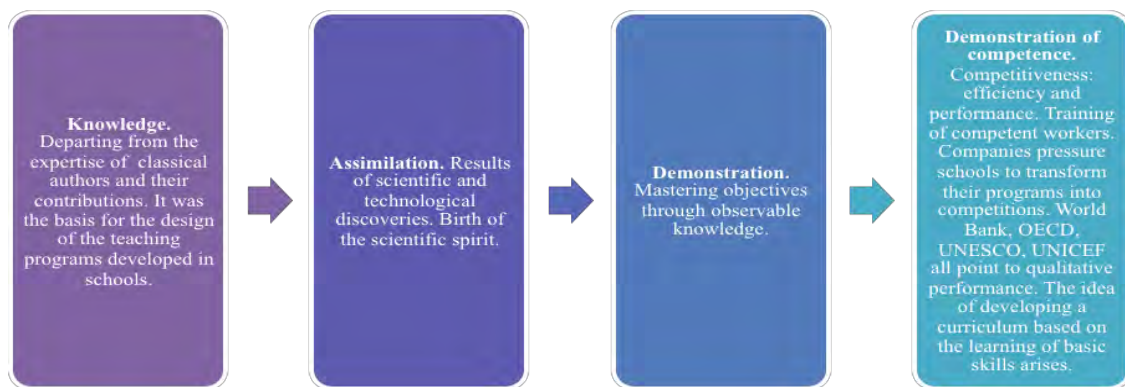 Knowledge.
Departing from the
expertise of classical
authors and their
contributions. It was
the basis for the design
of the teaching
programs developed in
schools.
Assimilation. Results
of scientific and
technological
discoveries. Birth of
the scientific spirit.
Demonstration.
Mastering objectives
through observable
knowledge.
Demonstration of
competence.
Competitiveness:
efficiency and
performance. Training
of competent workers.
Companies pressure
schools to transform
their programs into
competitions. World
Bank, OECD,
UNESCO, UNICEF
all point to qualitative
performance. The idea
of developing a
curriculum based on
the learning of basic
skills arises.